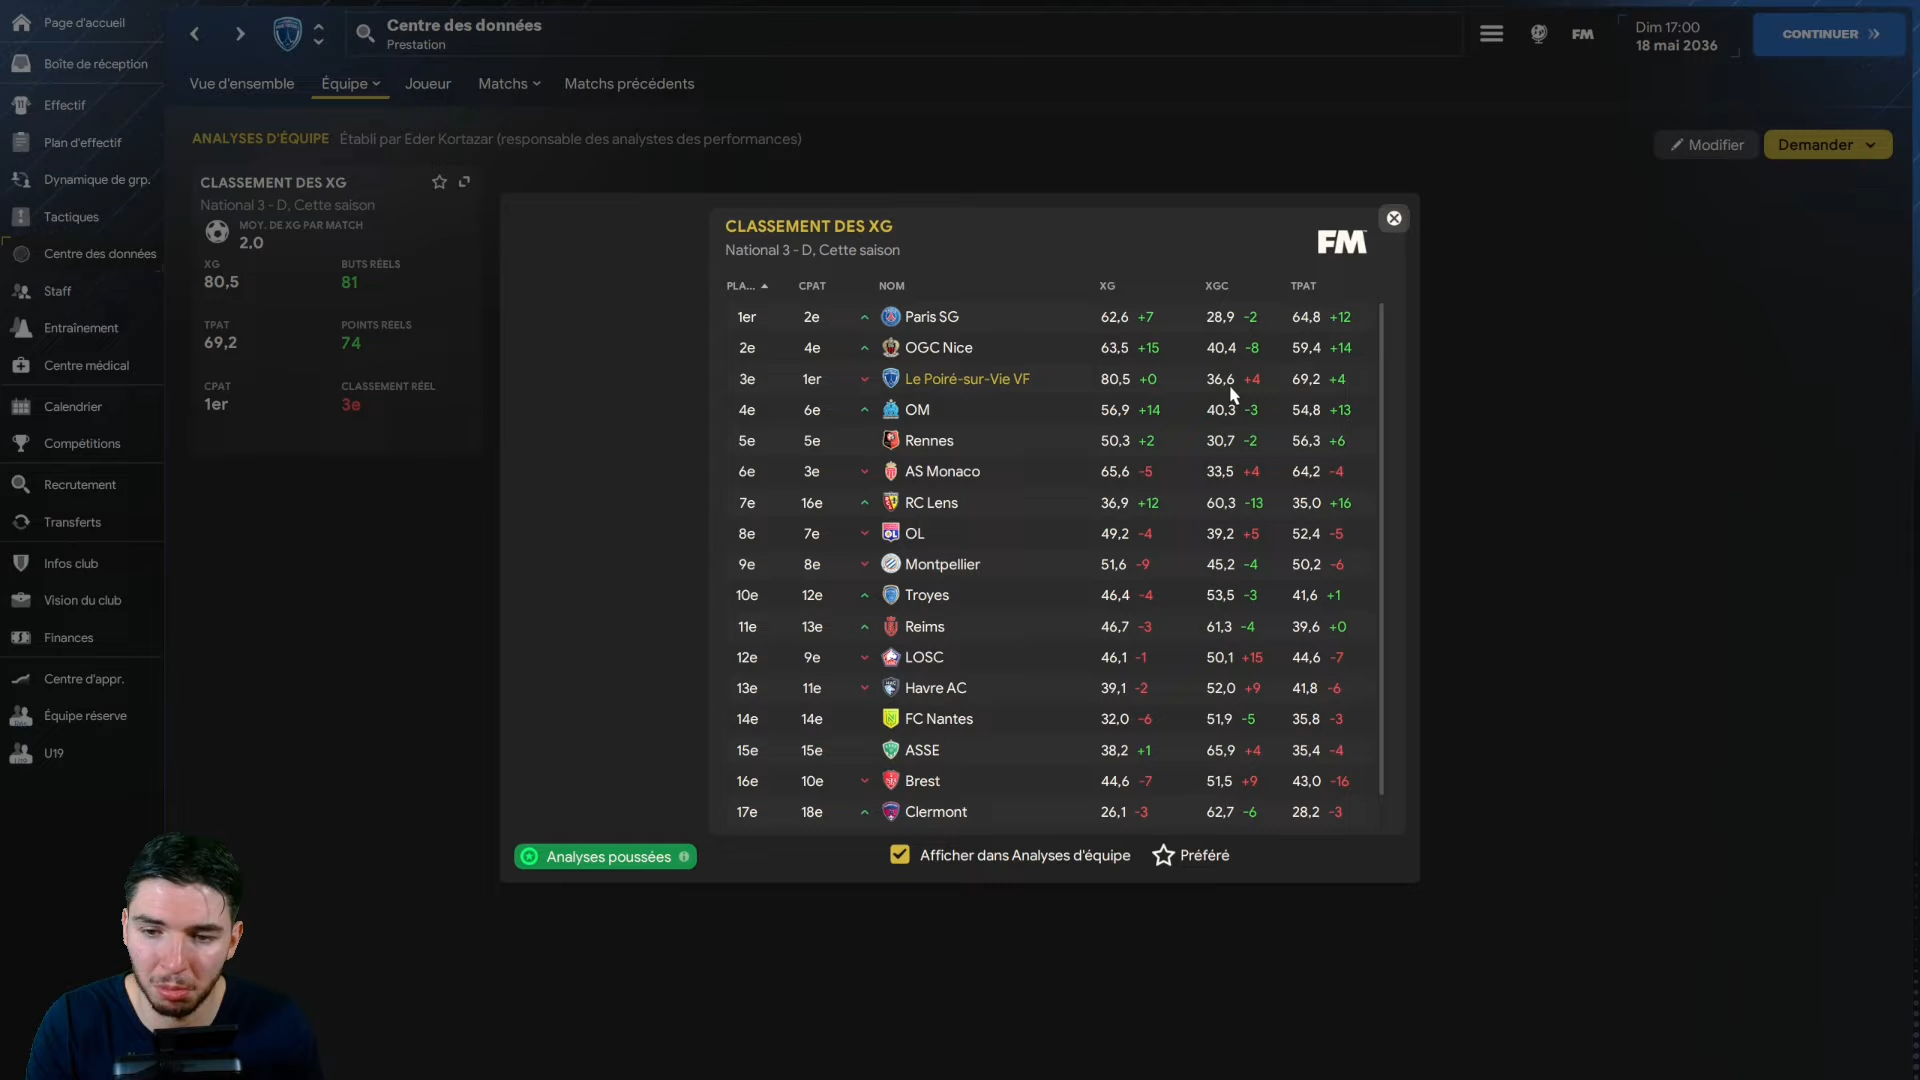 Page d'accueil
Boîte de réception
Effectif
Plan d'effectif
Dynamique de grp.
Tactiques
Centre des données
Staff
Entraînement
Centre médical
Calendrier
Compétitions
Recrutement
Transferts
Infos club
Vision du club
Finances
Centre d'appr.
Équipe réserve
U19
Centre des données
Prestation
FM
Dim 17:00
18 mai 2036
CONTINUER
Vue d'ensemble Équipe Joueur Matchs Matchs précédents
ANALYSES D'ÉQUIPE Établi par Eder Kortazar (responsable des analystes des performances)
Modifier
Demander
CLASSEMENT DES XG
National 3 - D, Cette saison
MOY. DE XG PAR MATCH
2.0
XG BUTS RÉELS
80,5 81
TPAT POINTS RÉELS
69,2 74
CPAT CLASSEMENT RÉEL
1er 3e
CLASSEMENT DES XG
National 3 - D, Cette saison
FM
PLA... CPAT NOM XG XGC TPAT
1er 2e Paris SG 62,6 +7 28,9 -2 64,8 +12
2e 4e OGC Nice 63,5 +15 40,4 -8 59,4 +14
3e 1er Le Poiré-sur-Vie VF 80,5 +0 36,6 +4 69,2 +4
4e 6e OM 56,9 +14 40,3 -3 54,8 +13
5e 5e Rennes 50,3 +2 30,7 -2 56,3 +6
6e 3e AS Monaco 65,6 -5 33,5 +4 64,2 -4
7e 16e RC Lens 36,9 +12 60,3 -13 35,0 +16
8e 7e OL 49,2 -4 39,2 +5 52,4 -5
9e 8e Montpellier 51,6 -9 45,2 -4 50,2 -6
10e 12e Troyes 46,4 -4 53,5 -3 41,6 +1
11e 13e Reims 46,7 -3 61,3 -4 39,6 +0
12e 9e LOSC 46,1 -1 50,1 +15 44,6 -7
13e 11e Havre AC 39,1 -2 52,0 +9 41,8 -6
14e 14e FC Nantes 32,0 -6 51,9 -5 35,8 -3
15e 15e ASSE 38,2 +1 65,9 +4 35,4 -4
16e 10e Brest 44,6 -7 51,5 +9 43,0 -16
17e 18e Clermont 26,1 -3 62,7 -6 28,2 -3
Analyses poussées
Afficher dans Analyses d'équipe
Préféré